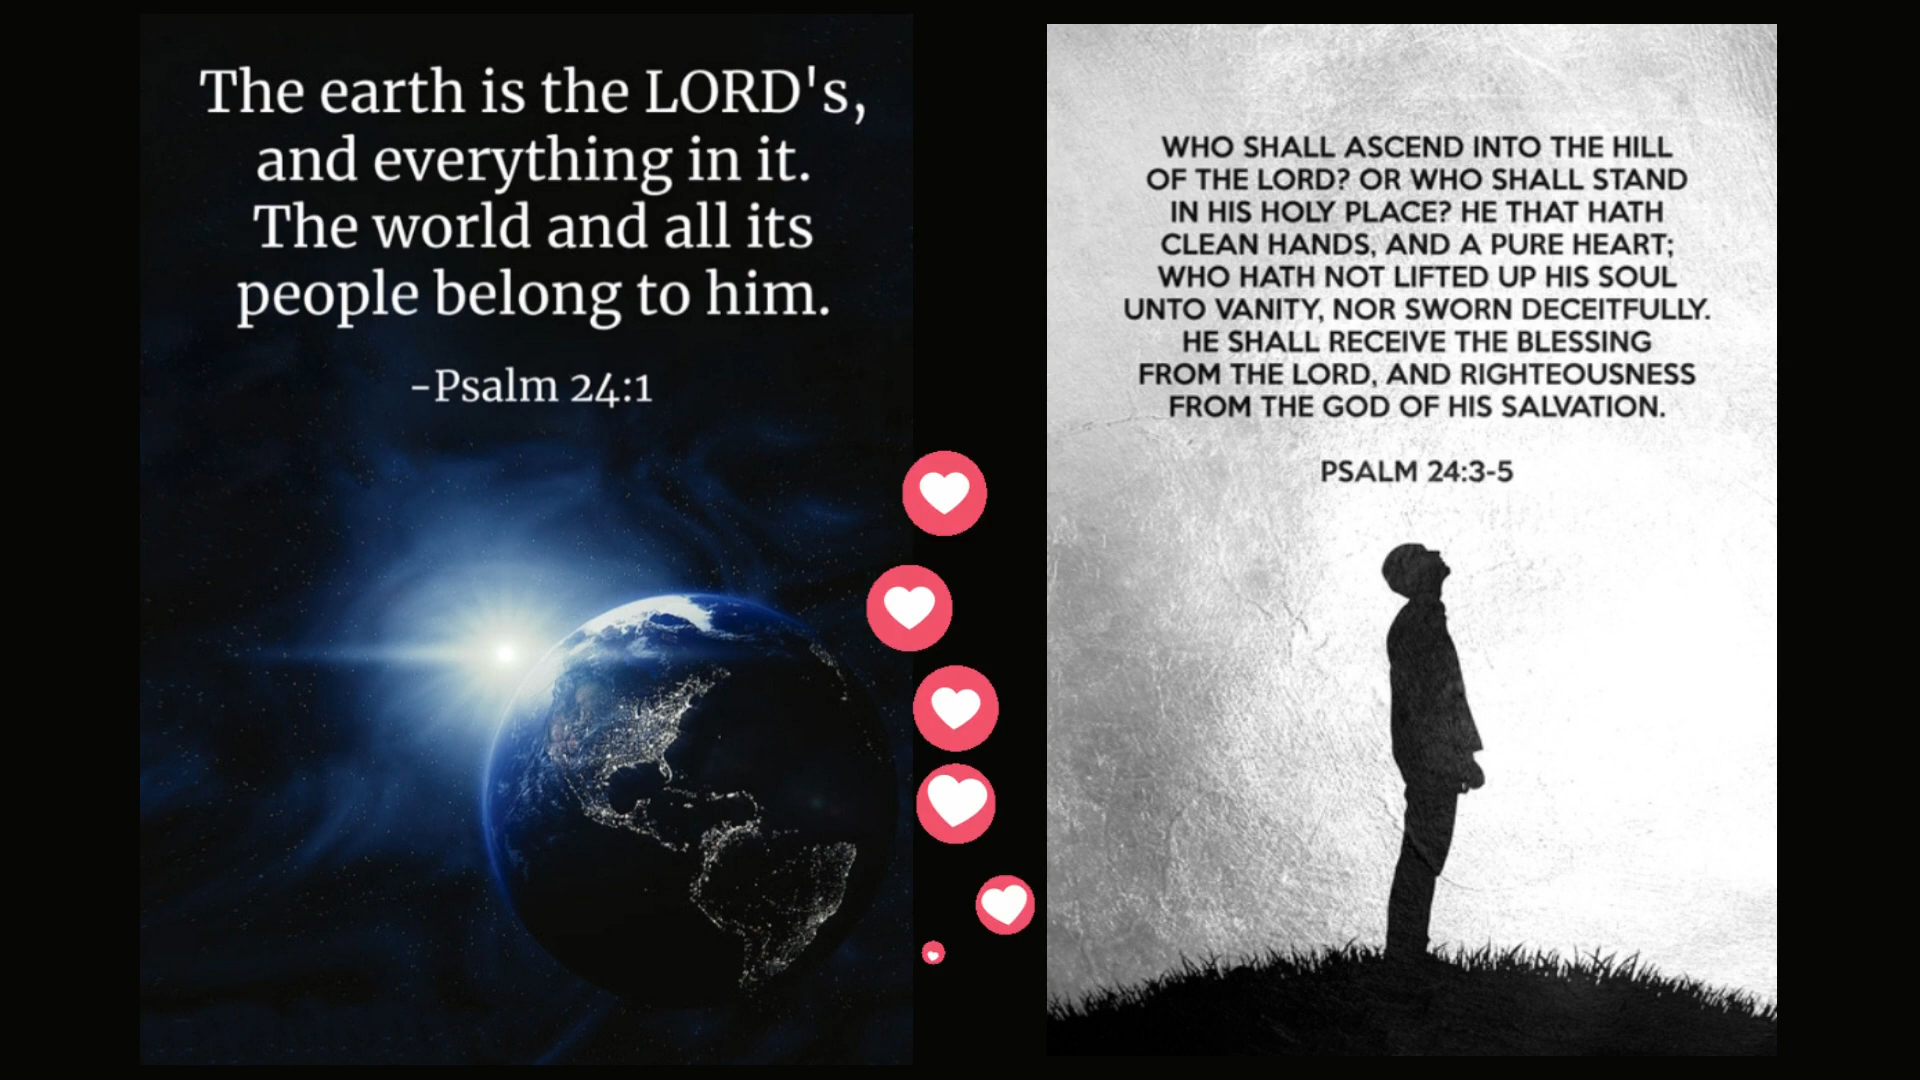 The earth is the LORD's,
and everything in it.
The world and all its
people belong to him.
-Psalm 24:1
WHO SHALL ASCEND INTO THE HILL
OF THE LORD? OR WHO SHALL STAND
IN HIS HOLY PLACE? HE THAT HATH
CLEAN HANDS, AND A PURE HEART;
WHO HATH NOT LIFTED UP HIS SOUL
UNTO VANITY, NOR SWORN DECEITFULLY.
HE SHALL RECEIVE THE BLESSING
FROM THE LORD, AND RIGHTEOUSNESS
FROM THE GOD OF HIS SALVATION.
PSALM 24:3-5